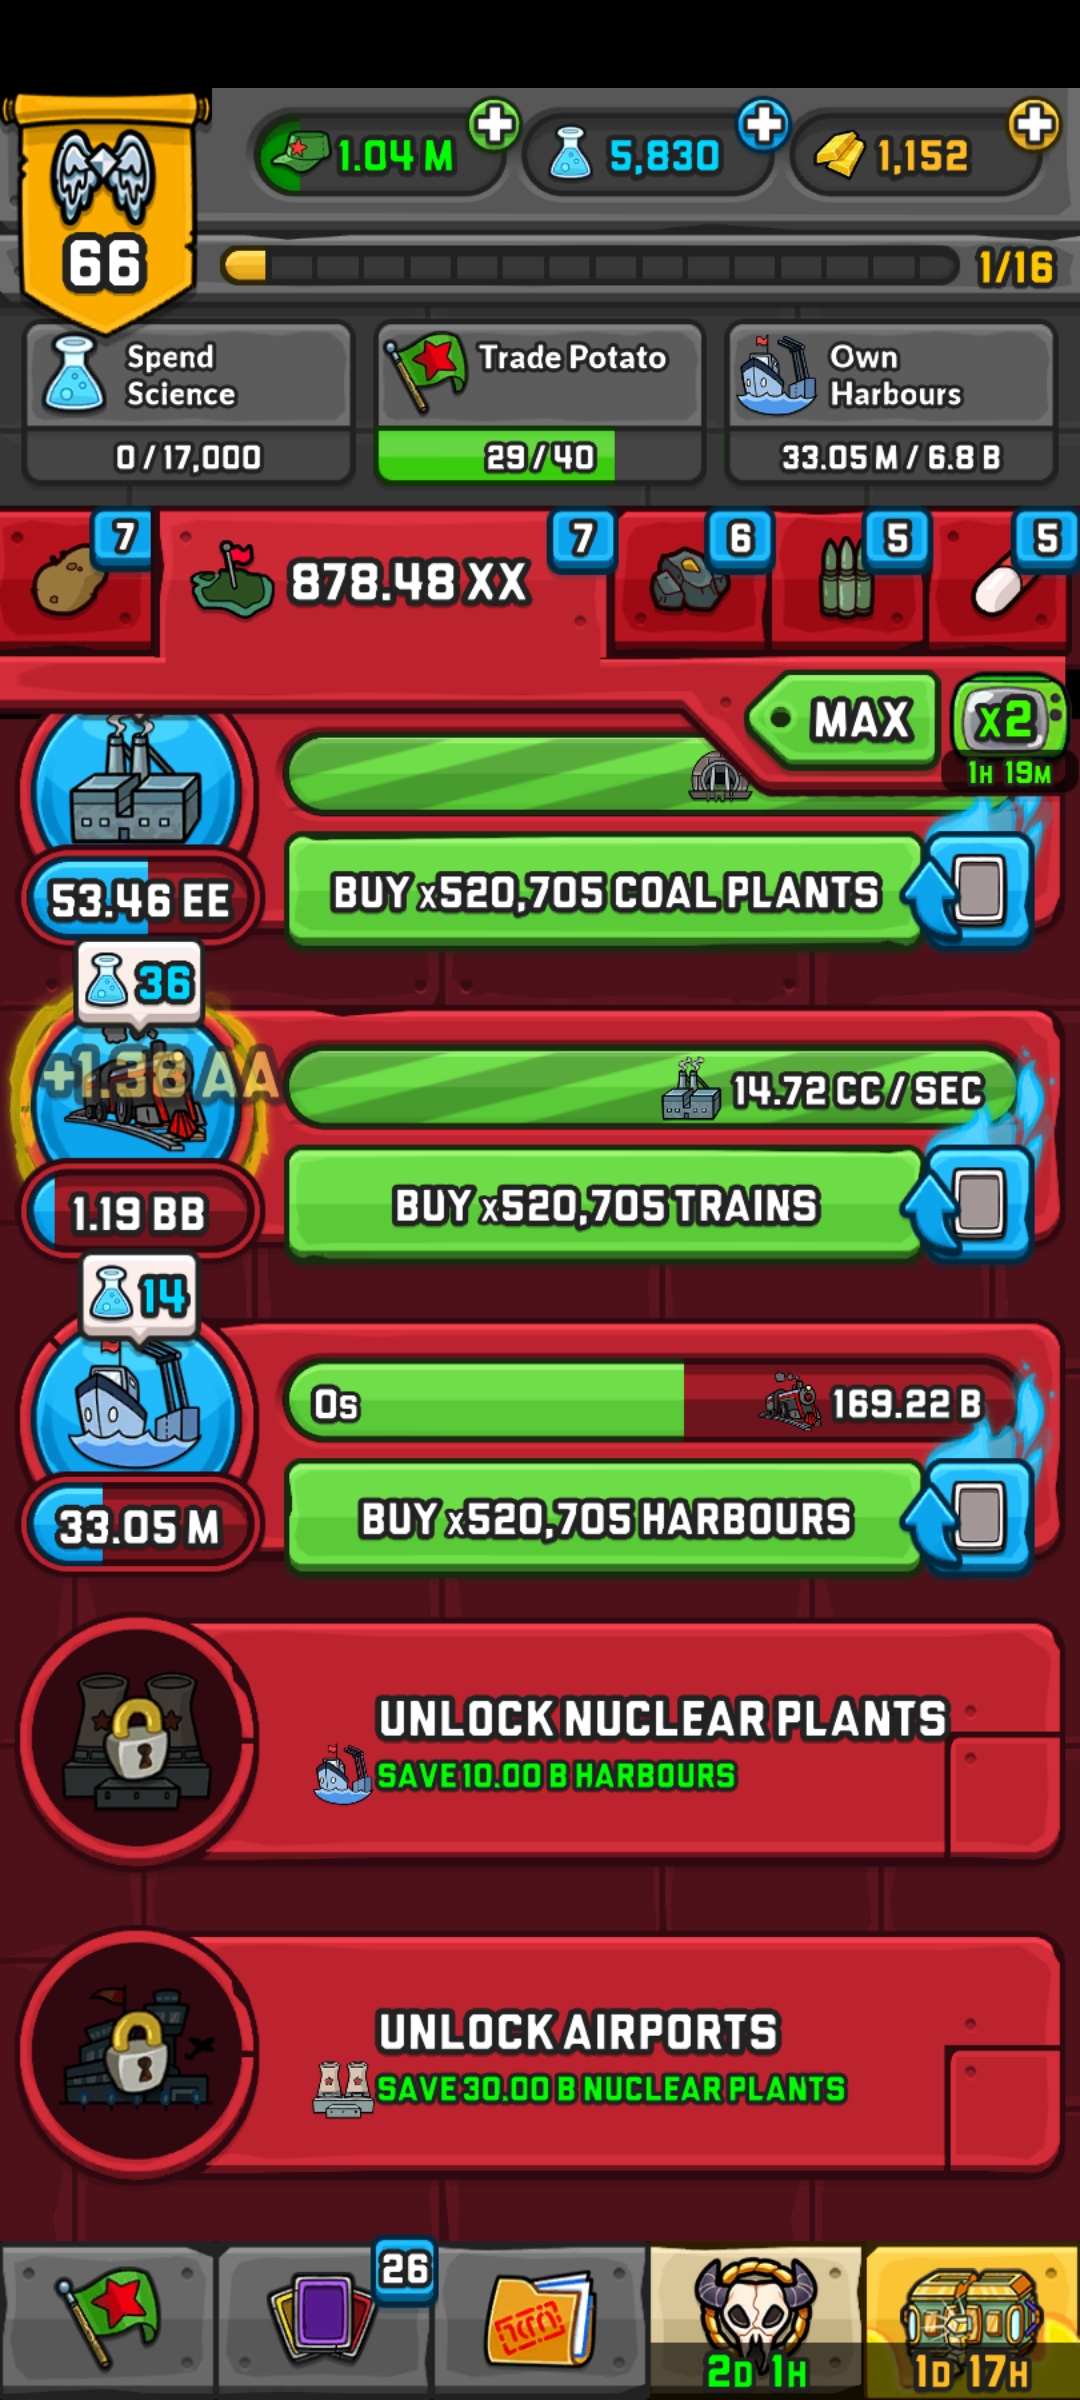 1.04 M
5,830
1,152
66
1/16
Spend
Science
0/17,000
Trade Potato
29/40
Own
Harbours
33.05 M / 6.8 B
7
878.48 XX
7
6
5
5
MAX
x2
1H 19M
53.46 EE
BUY x520,705 COAL PLANTS
36
+1.38 AA
14.72 CC / SEC
1.19 BB
BUY x520,705 TRAINS
14
0s
169.22 B
33.05 M
BUY x520,705 HARBOURS
UNLOCK NUCLEAR PLANTS
SAVE 10.00 B HARBOURS
UNLOCK AIRPORTS
SAVE 30.00 B NUCLEAR PLANTS
26
2D 1H
1D 17H